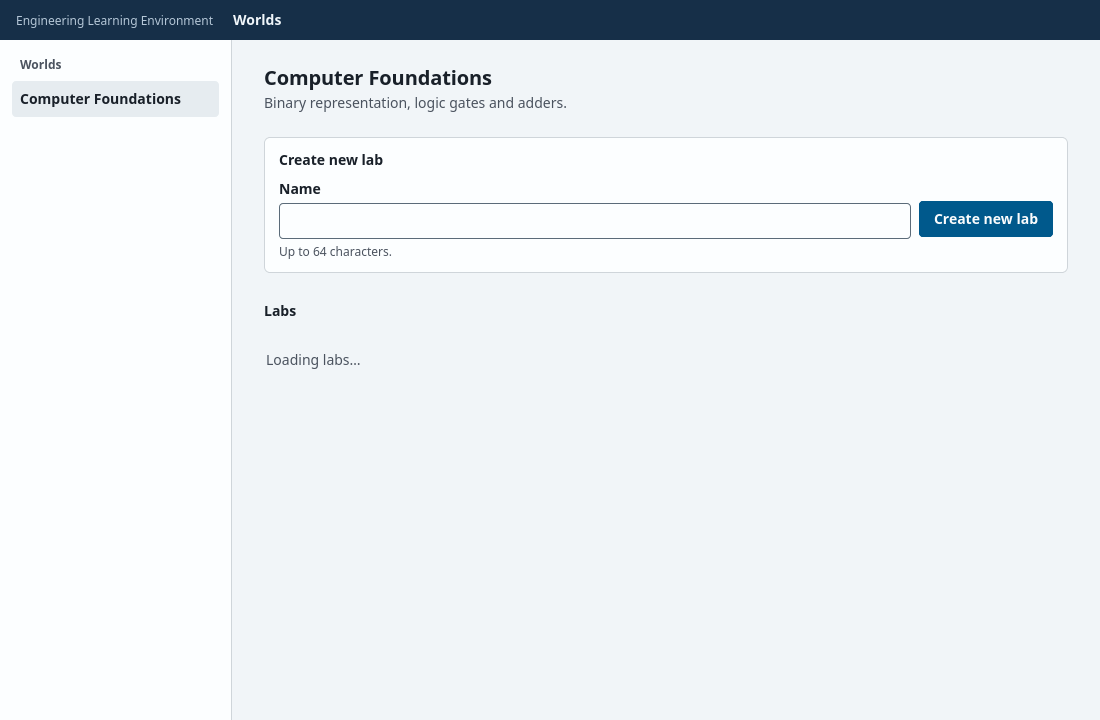 Engineering Learning Environment Worlds
Worlds
Computer Foundations
Computer Foundations
Binary representation, logic gates and adders.
Create new lab
Name
Create new lab
Up to 64 characters.
Labs
Loading labs...